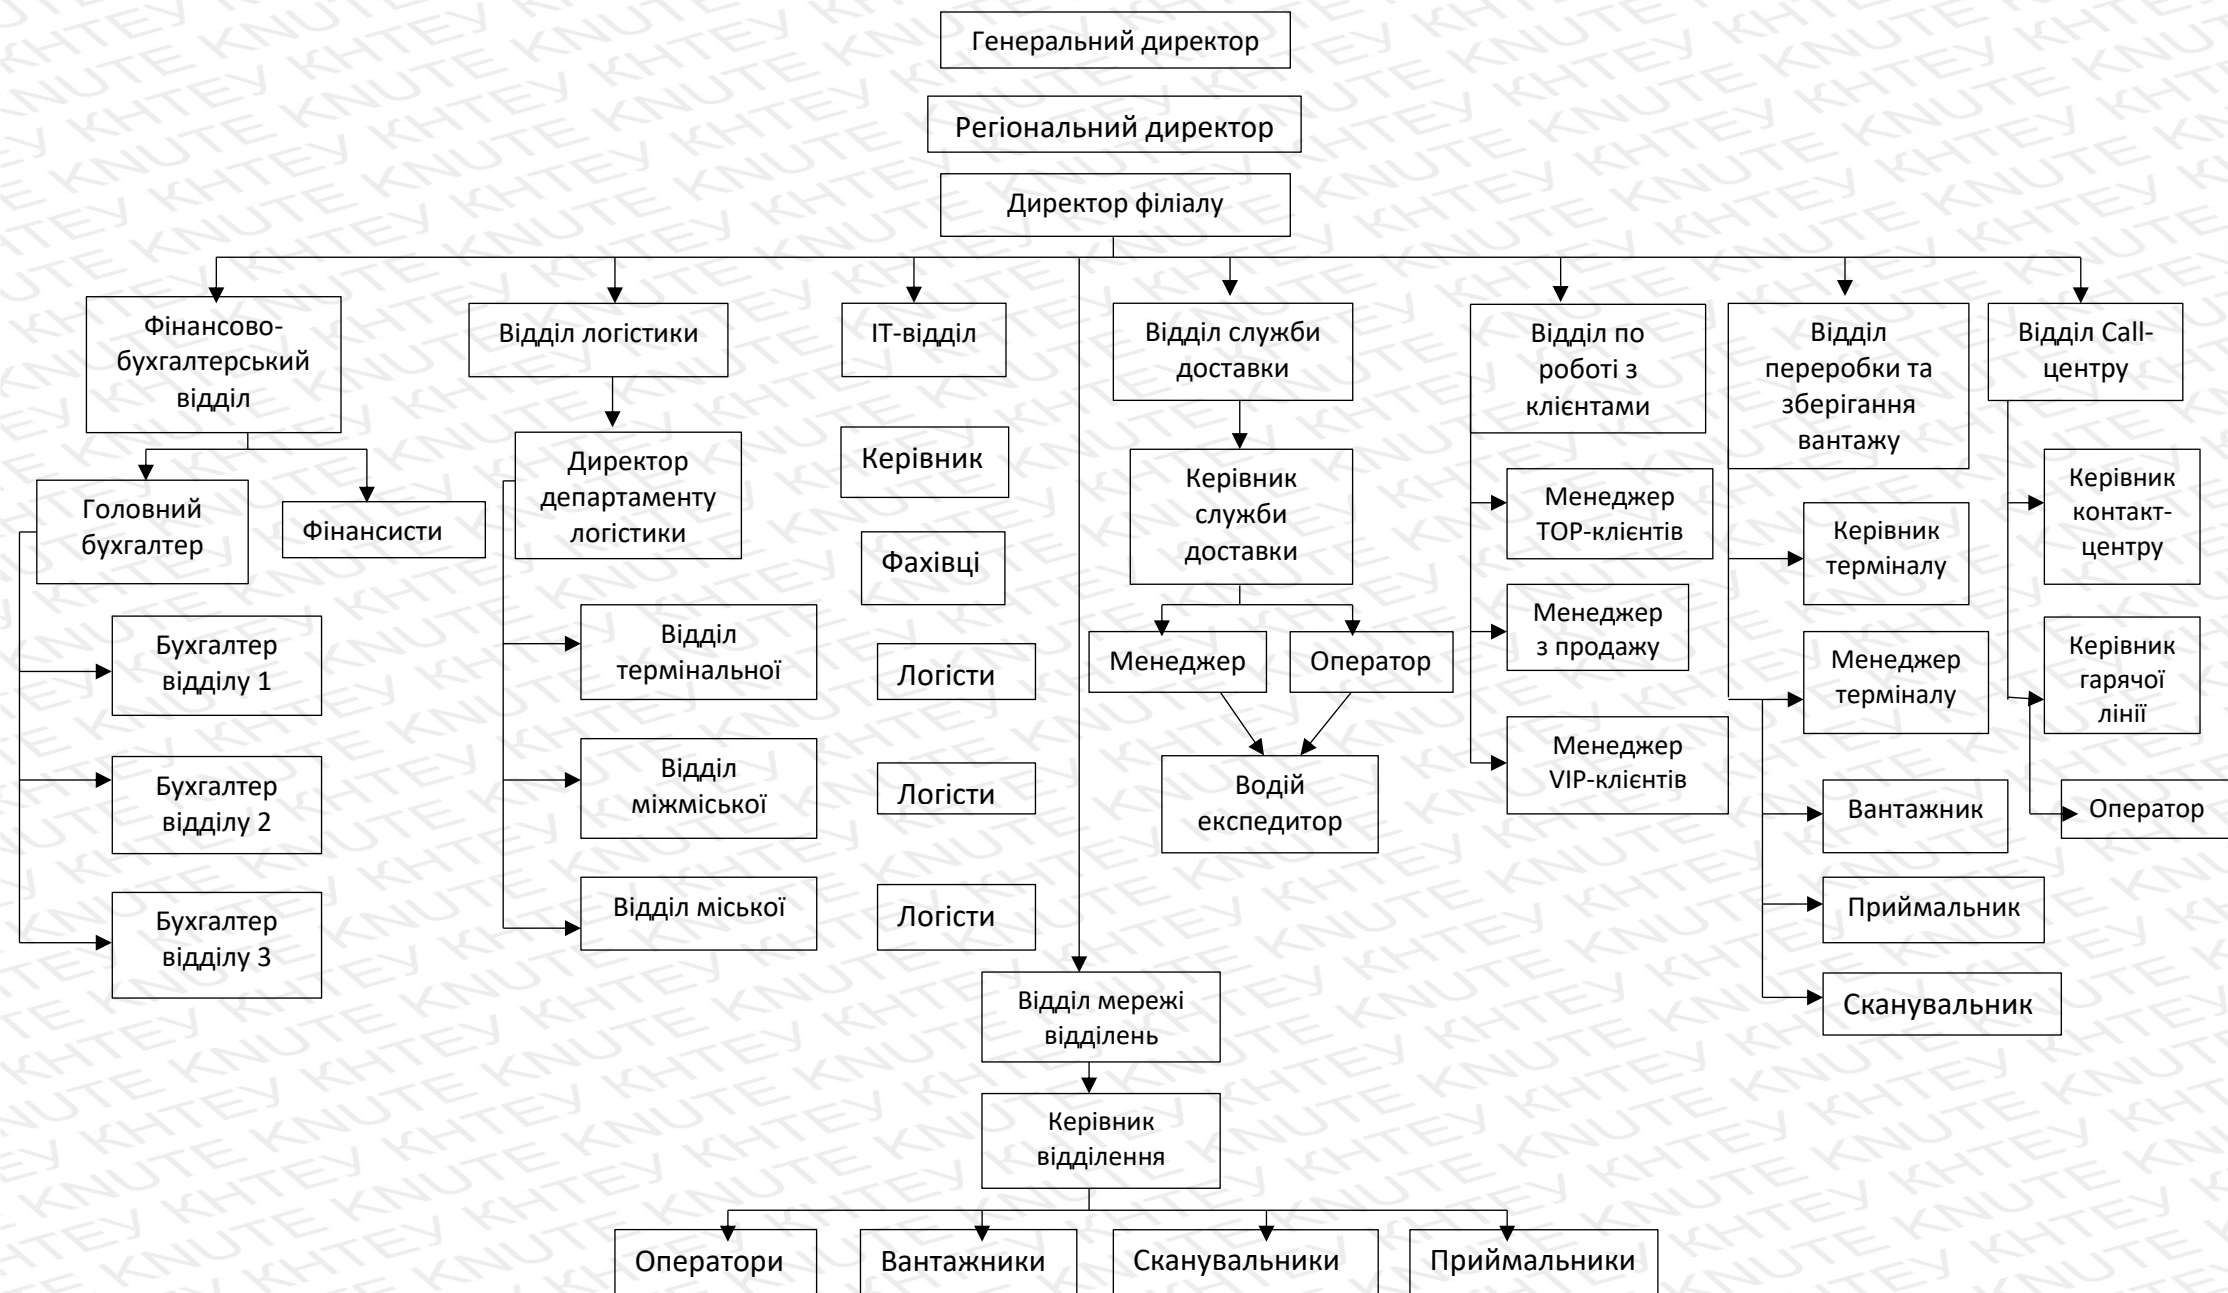 Генеральний директор
Регіональний директор
Директор філіалу
Фінансово-
бухгалтерський
відділ
Відділ логістики
ІТ-відділ
Відділ служби
доставки
Відділ по
роботі з
клієнтами
Відділ
переробки та
зберігання
вантажу
Відділ Call-
центру
Головний
бухгалтер
Фінансисти
Бухгалтер
відділу 1
Бухгалтер
відділу 2
Бухгалтер
відділу 3
Директор
департаменту
логістики
Відділ
термінальної
Відділ
міжміської
Відділ міської
Керівник
Фахівці
Логісти
Логісти
Логісти
Керівник
служби
доставки
Менеджер
Оператор
Водій
експедитор
Менеджер
ТОР-клієнтів
Менеджер
з продажу
Менеджер
VIP-клієнтів
Керівник
терміналу
Менеджер
терміналу
Вантажник
Приймальник
Сканувальник
Керівник
контакт-
центру
Керівник
гарячої
лінії
Оператор
Відділ мережі
відділень
Керівник
відділення
Оператори
Вантажники
Сканувальники
Приймальники